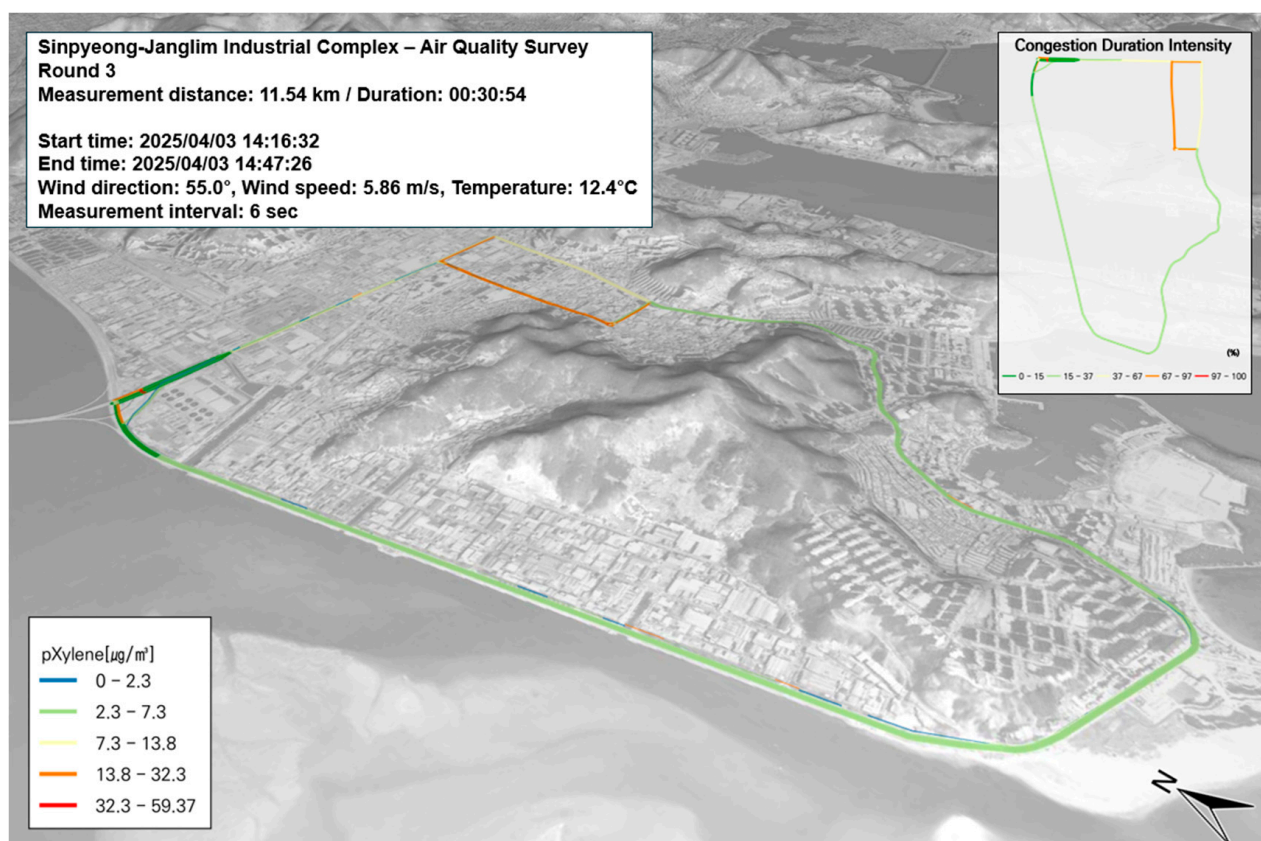 Sinpyeong-Janglim Industrial Complex – Air Quality Survey
Round 3
Measurement distance: 11.54 km / Duration: 00:30:54
Start time: 2025/04/03 14:16:32
End time: 2025/04/03 14:47:26
Wind direction: 55.0°, Wind speed: 5.86 m/s, Temperature: 12.4°C
Measurement interval: 6 sec
Congestion Duration Intensity
(%)
0 - 15 15 - 37 37 - 67 67 - 97 97 - 100
pXylene[㎍/㎥]
0 – 2.3
2.3 – 7.3
7.3 – 13.8
13.8 – 32.3
32.3 – 59.37
N